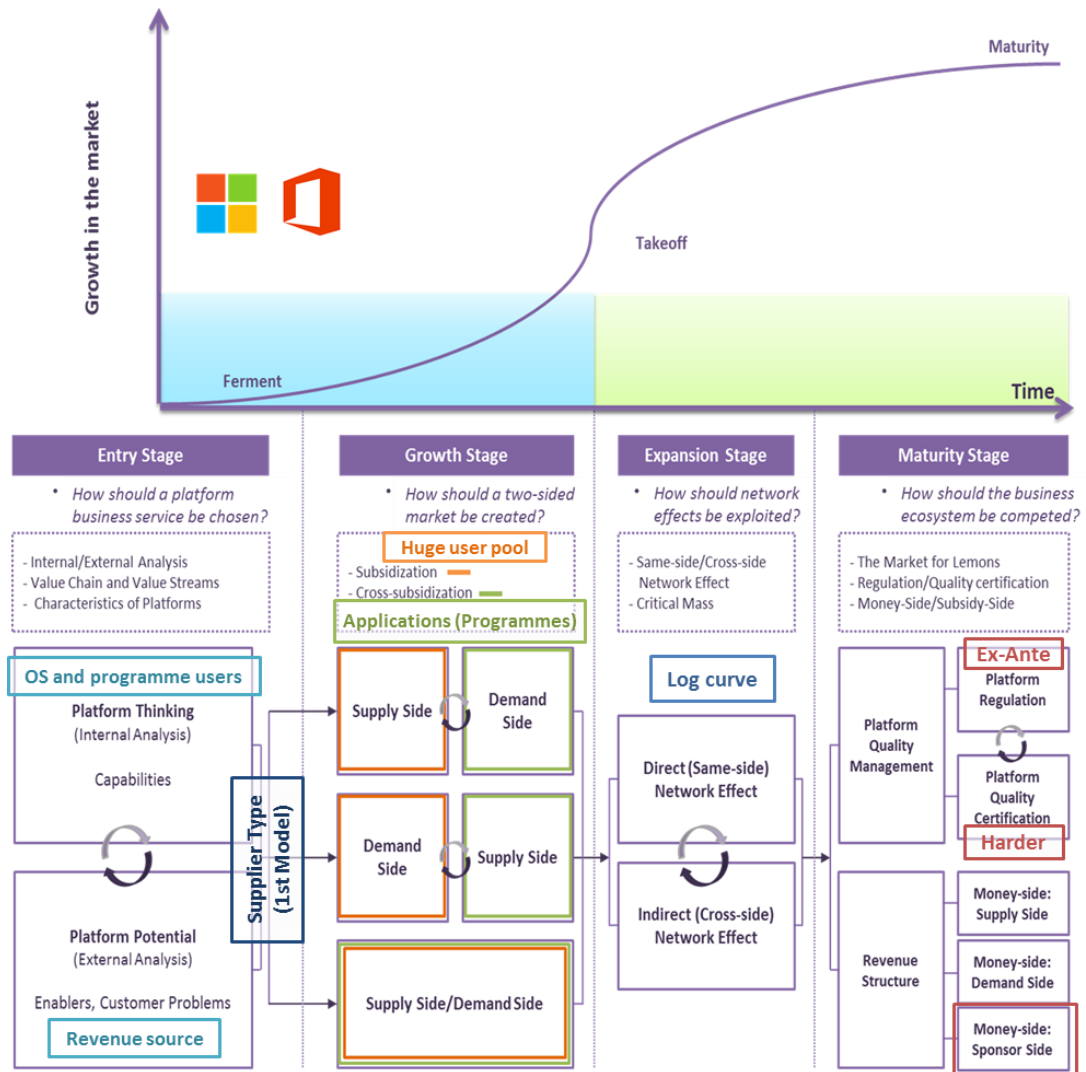 Growth in the market
Maturity
Takeoff
Ferment
Time
Entry Stage
• How should a platform
business service be chosen?
- Internal/External Analysis
- Value Chain and Value Streams
- Characteristics of Platforms
OS and programme users
Platform Thinking
(Internal Analysis)
Capabilities
Platform Potential
(External Analysis)
Enablers, Customer Problems
Revenue source
Supplier Type
(1st Model)
Growth Stage
• How should a two-sided
market be created?
Huge user pool
- Subsidization
- Cross-subsidization
Applications (Programmes)
Supply Side
Demand
Side
Demand
Side
Supply Side
Supply Side/Demand Side
Expansion Stage
• How should network
effects be exploited?
- Same-side/Cross-side
Network Effect
- Critical Mass
Log curve
Direct (Same-side)
Network Effect
Indirect (Cross-side)
Network Effect
Maturity Stage
• How should the business
ecosystem be competed?
- The Market for Lemons
- Regulation/Quality certification
- Money-Side/Subsidy-Side
Platform
Quality
Management
Ex-Ante
Platform
Regulation
Platform
Quality
Certification
Harder
Revenue
Structure
Money-side:
Supply Side
Money-side:
Demand Side
Money-side:
Sponsor Side